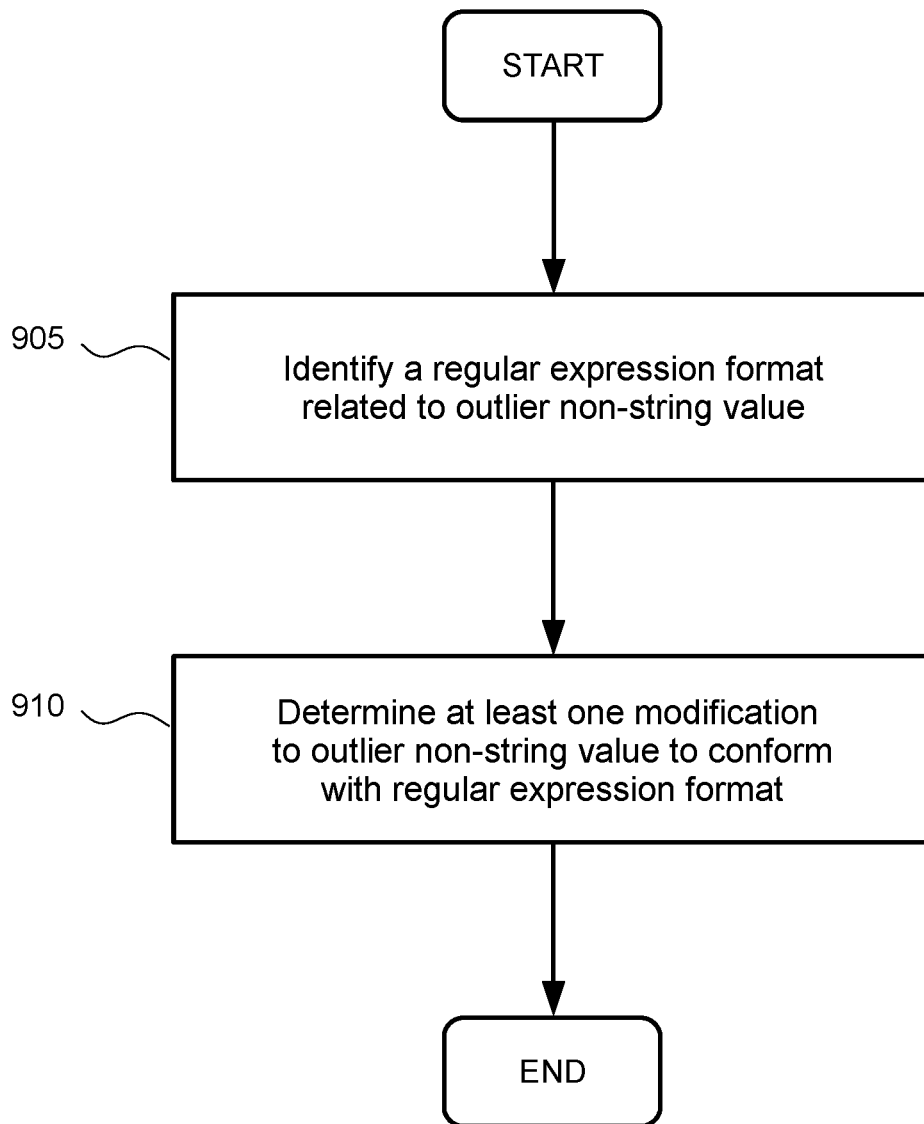 START
905
Identify a regular expression format
related to outlier non-string value
910
Determine at least one modification
to outlier non-string value to conform
with regular expression format
END